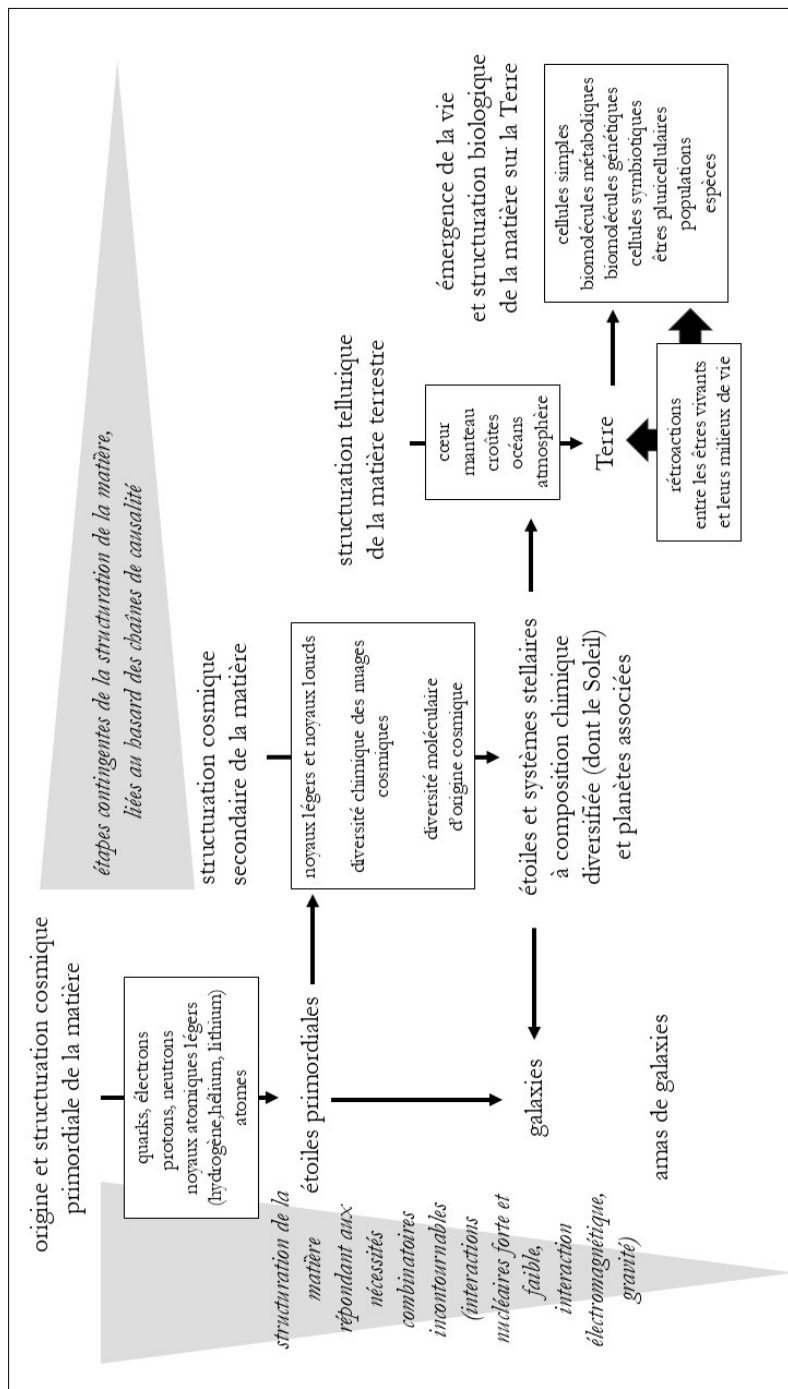 étapes contingentes de la structuration de la matière,
liées au hasard des chaînes de causalité
origine et structuration cosmique
primordiale de la matière
quarks, électrons
protons, neutrons
noyaux atomiques légers
(hydrogène,hélium, lithium)
atomes
étoiles primordiales
galaxies
amas de galaxies
structuration de la
matière
répondant aux
nécessités
combinatoires
incontournables
(interactions
nucléaires forte et
faible,
interaction
électromagnétique,
gravité)
structuration cosmique
secondaire de la matière
noyaux légers et noyaux lourds
diversité chimique des nuages
cosmiques
diversité moléculaire
d'origine cosmique
étoiles et systèmes stellaires
à composition chimique
diversifiée (dont le Soleil)
et planètes associées
structuration tellurique
de la matière terrestre
cœur
manteau
croûtes
océans
atmosphère
Terre
rétroactions
entre les êtres vivants
et leurs milieux de vie
émergence de la vie
et structuration biologique
de la matière sur la Terre
cellules simples
biomolécules métaboliques
biomolécules génétiques
cellules symbiotiques
êtres pluricellulaires
populations
espèces